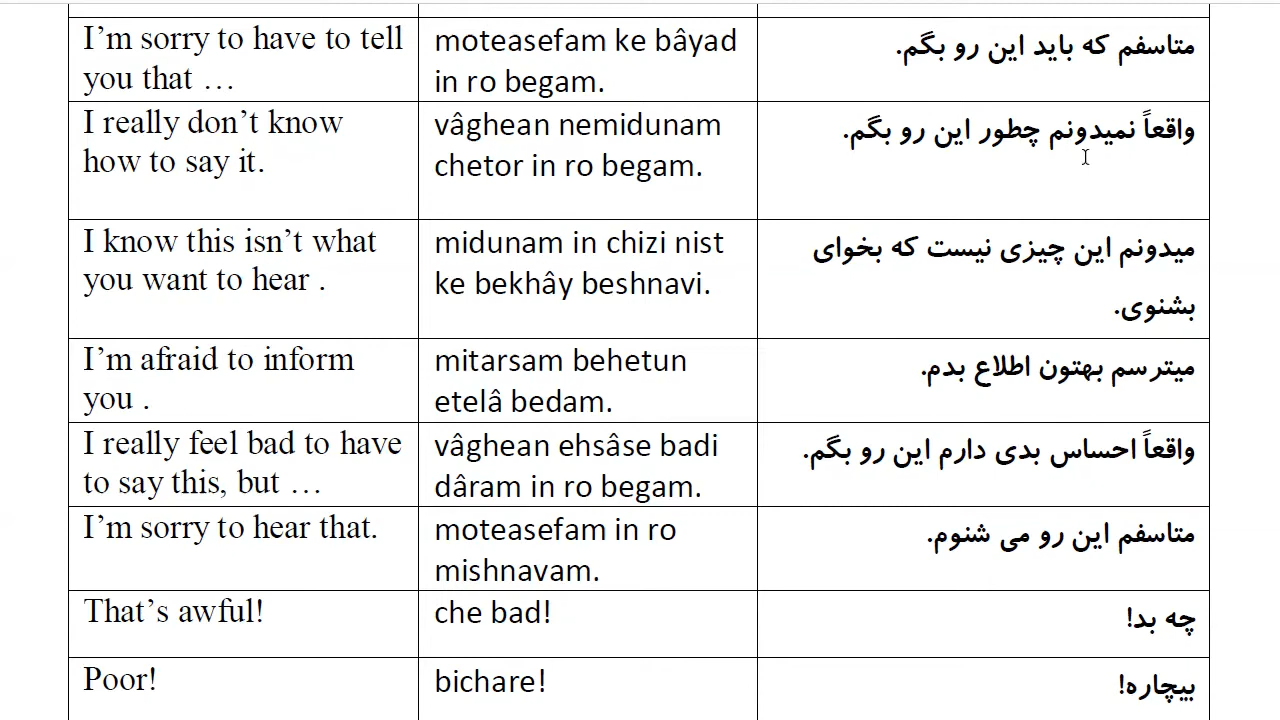 I’m sorry to have to tell
you that …
moteasefam ke bâyad
in ro begam.
متاسفم که باید این رو بگم.
I really don’t know
how to say it.
vâghean nemidunam
chetor in ro begam.
واقعاً نمیدونم چطور این رو بگم.
I know this isn’t what
you want to hear .
midunam in chizi nist
ke bekhây beshnavi.
میدونم این چیزی نیست که بخوای
بشنوی.
I’m afraid to inform
you .
mitarsam behetun
etelâ bedam.
میترسم بهتون اطلاع بدم.
I really feel bad to have
to say this, but …
vâghean ehsâse badi
dâram in ro begam.
واقعاً احساس بدی دارم این رو بگم.
I’m sorry to hear that.
moteasefam in ro
mishnavam.
متاسفم این رو می شنوم.
That’s awful!
che bad!
چه بد!
Poor!
bichare!
بیچاره!